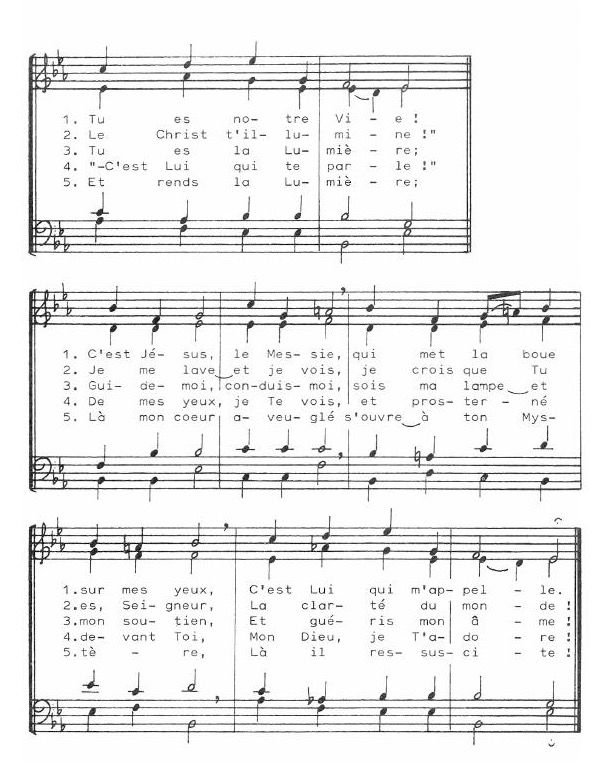 1. Tu es no- tre Vi - e !
2. Le Christ t'il- lu- mi - ne !"
3. Tu es la Lu- miè - re;
4. "-C'est Lui qui te par- le !"
5. Et rends la Lu- miè - re;
1. C'est Jé- sus, le Mes- sie, qui met la boue
2. Je me lave et je vois, je crois que Tu
3. Gui- de- moi, con-duis- moi, sois ma lampe et
4. De mes yeux, je Te vois, et pros- ter- né
5. Là mon coeur a- veu- glé s'ouvre à ton Mys-
1.sur mes yeux, C'est Lui qui m'ap- pel - le.
2.es, Sei- gneur, La clar- té du mon - de !
3.mon sou- tien, Et gué- ris mon â - me !
4.de- vant Toi, Mon Dieu, je T'a- do - re !
5.tè - re, Là il res- sus- ci - te !